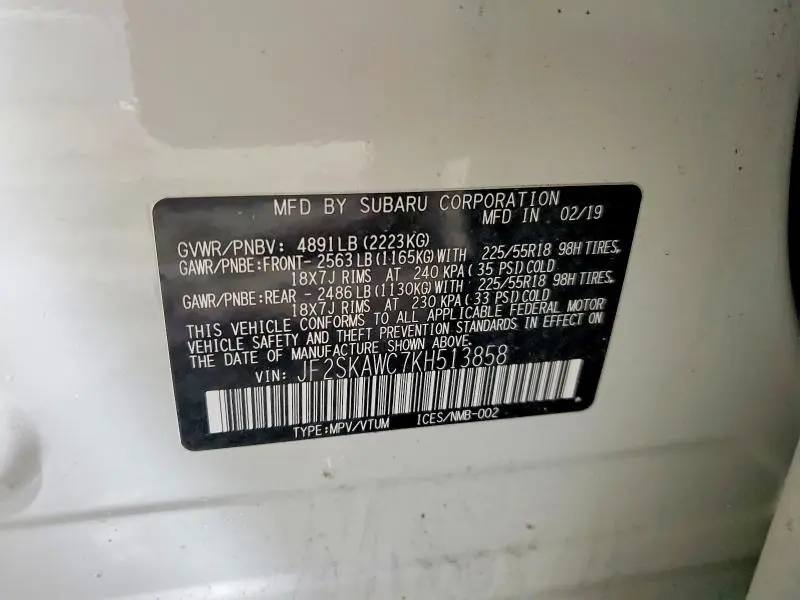 MFD BY SUBARU CORPORATION
MFD IN 02/19
GVWR/PNBV: 4891LB (2223KG)
GAWR/PNBE:FRONT- 2563LB(1165KG)WITH 225/55R18 98H TIRES,
18X7J RIMS AT 240 KPA(35 PSI)COLD
GAWR/PNBE:REAR - 2486LB(1130KG)WITH 225/55R18 98H TIRES,
18X7J RIMS AT 230 KPA(33 PSI)COLD
THIS VEHICLE CONFORMS TO ALL APPLICABLE FEDERAL MOTOR
VEHICLE SAFETY AND THEFT PREVENTION STANDARDS IN EFFECT ON
THE DATE OF MANUFACTURE SHOWN ABOVE.
VIN: JF2SKAWC7KH513858
TYPE:MPV/VTUM ICES/NMB-002